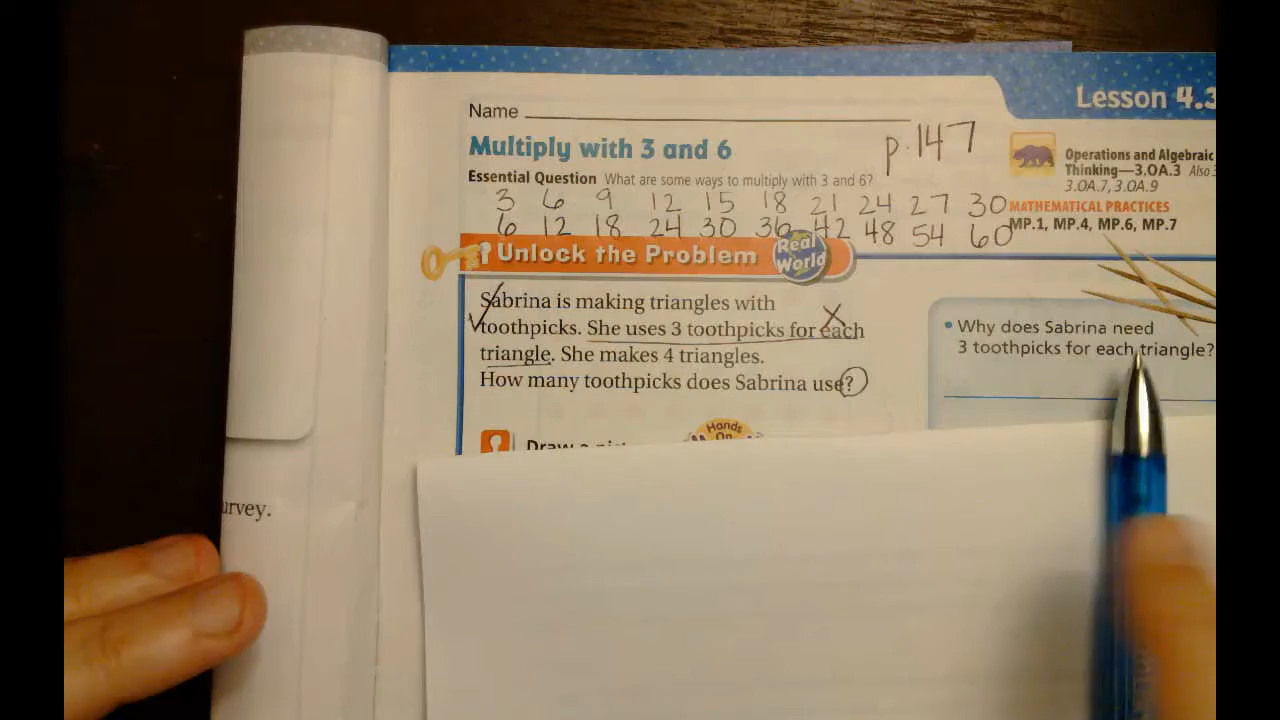 Lesson 4.3
Name
Multiply with 3 and 6
p. 147
Essential Question What are some ways to multiply with 3 and 6?
Operations and Algebraic
Thinking—3.OA.3 Also 3
3.OA.7, 3.OA.9
MATHEMATICAL PRACTICES
MP.1, MP.4, MP.6, MP.7
3 6 9 12 15 18 21 24 27 30
6 12 18 24 30 36 42 48 54 60
Unlock the Problem
Real
World
Sabrina is making triangles with
toothpicks. She uses 3 toothpicks for each
triangle. She makes 4 triangles.
How many toothpicks does Sabrina use?
• Why does Sabrina need
3 toothpicks for each triangle?
Hands
On
Draw a
urvey.